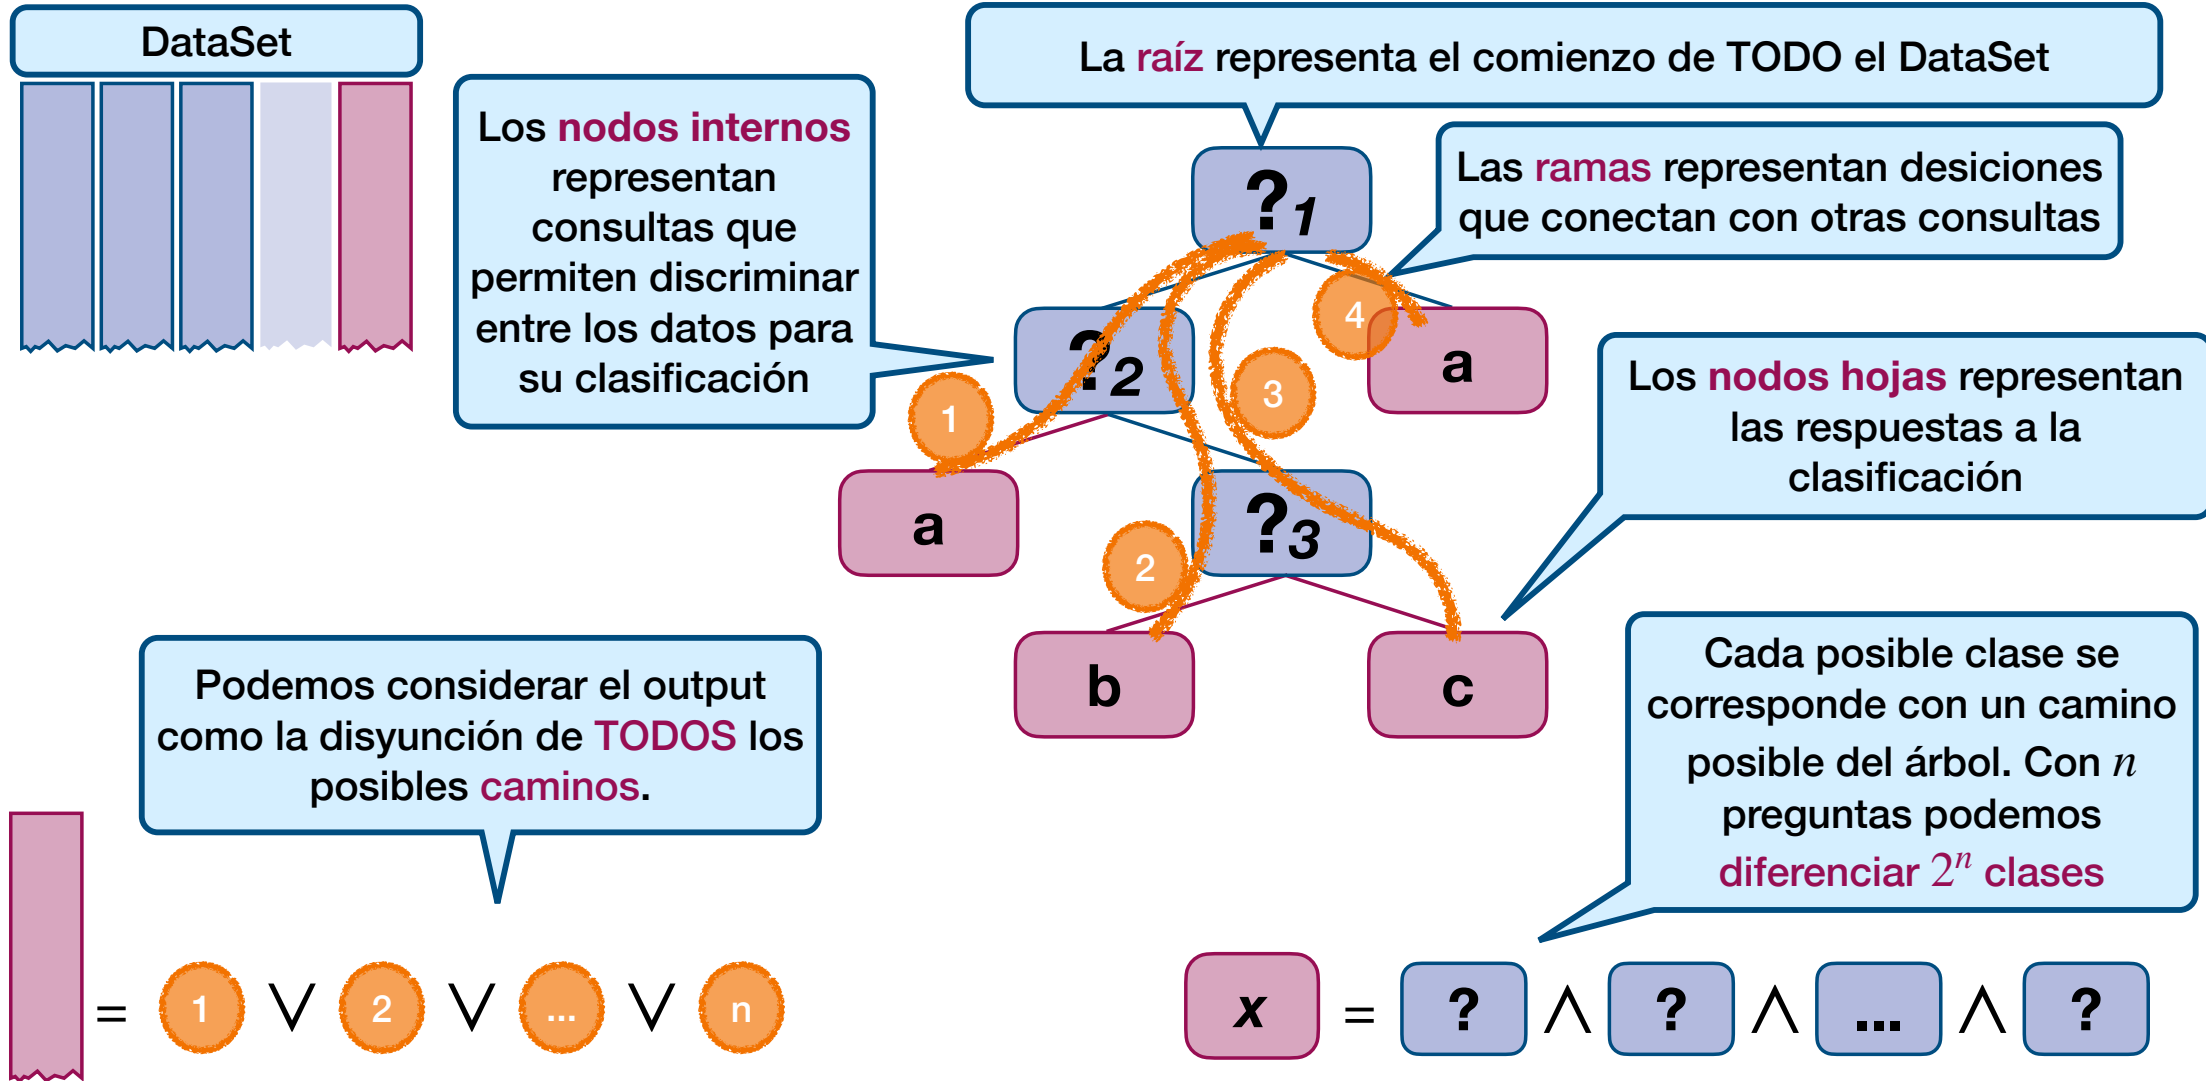 DataSet
La raíz representa el comienzo de TODO el DataSet
Los nodos internos
representan
consultas que
permiten discriminar
entre los datos para
su clasificación
Las ramas representan desiciones
que conectan con otras consultas
?1
?2
4
a
1
3
Los nodos hojas representan
las respuestas a la
clasificación
a
?3
2
b
c
Podemos considerar el output
como la disyunción de TODOS los
posibles caminos.
Cada posible clase se
corresponde con un camino
posible del árbol. Con n
preguntas podemos
diferenciar 2ⁿ clases
= 1 ∨ 2 ∨ ... ∨ n
x = ? ∧ ? ∧ ... ∧ ?